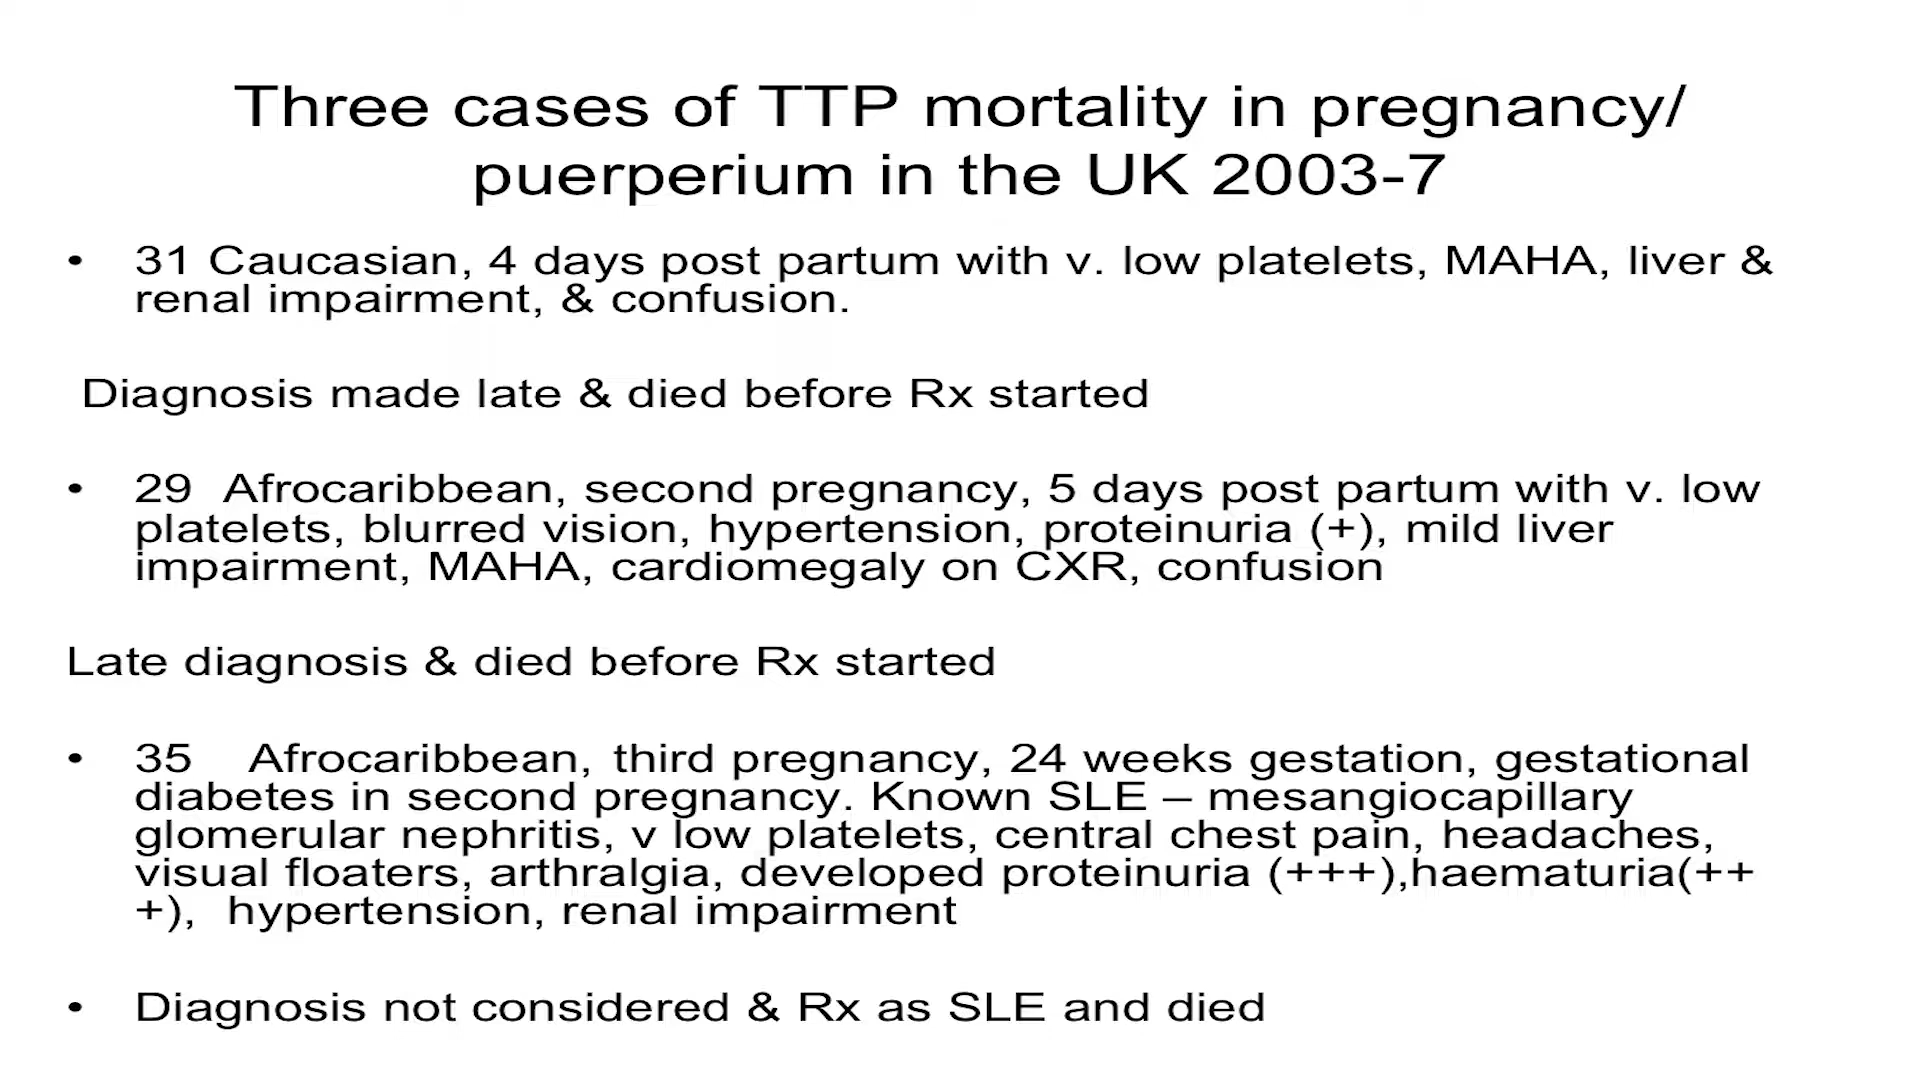 Three cases of TTP mortality in pregnancy/
puerperium in the UK 2003-7
• 31 Caucasian, 4 days post partum with v. low platelets, MAHA, liver &
renal impairment, & confusion.
Diagnosis made late & died before Rx started
• 29 Afrocaribbean, second pregnancy, 5 days post partum with v. low
platelets, blurred vision, hypertension, proteinuria (+), mild liver
impairment, MAHA, cardiomegaly on CXR, confusion
Late diagnosis & died before Rx started
• 35 Afrocaribbean, third pregnancy, 24 weeks gestation, gestational
diabetes in second pregnancy. Known SLE – mesangiocapillary
glomerular nephritis, v low platelets, central chest pain, headaches,
visual floaters, arthralgia, developed proteinuria (+++),haematuria(++
+), hypertension, renal impairment
• Diagnosis not considered & Rx as SLE and died